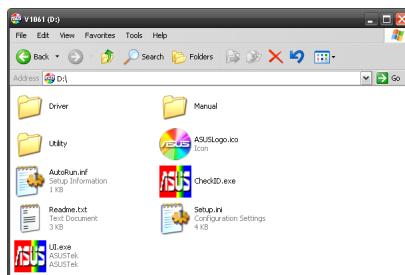 V1061 (D:)
File Edit View Favorites Tools Help
Back Search Folders
Address D:\ Go
Driver
Manual
Utility
ASUSLogo.ico
Icon
AutoRun.inf
Setup Information
1 KB
CheckID.exe
Readme.txt
Text Document
3 KB
Setup.ini
Configuration Settings
4 KB
UI.exe
ASUSTek
ASUSTek